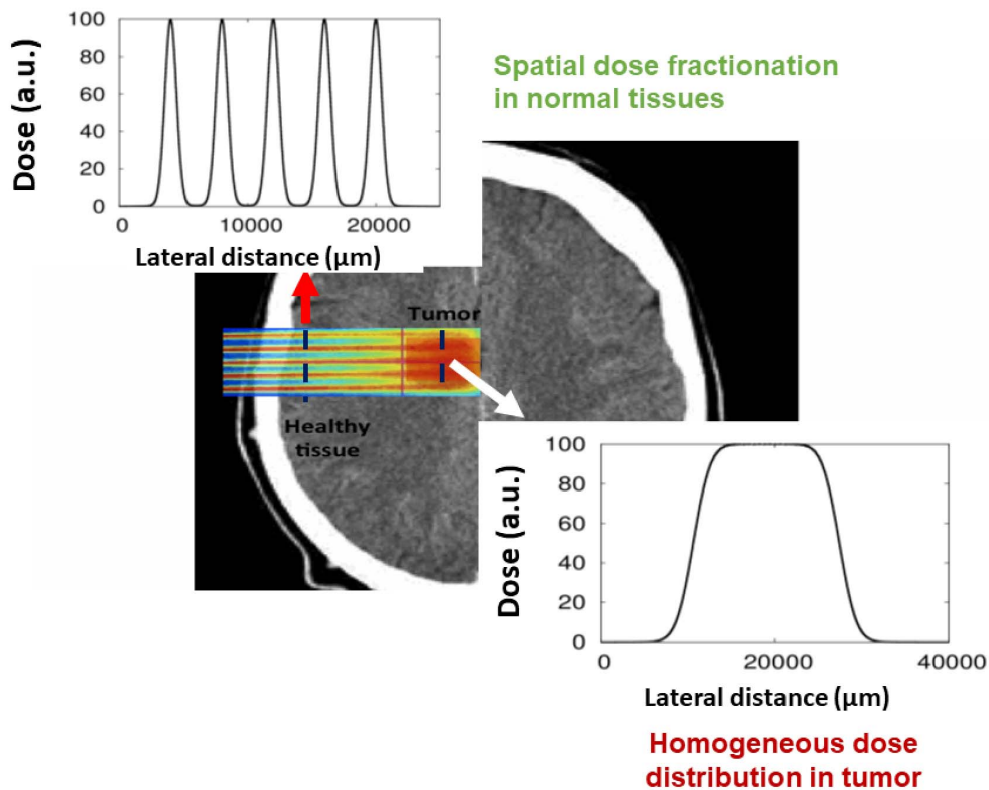 100
80
60
40
20
0
Dose (a.u.)
0 10000 20000
Lateral distance (µm)
Spatial dose fractionation
in normal tissues
Tumor
Healthy
tissue
100
80
60
40
20
0
Dose (a.u.)
0 20000 40000
Lateral distance (µm)
Homogeneous dose
distribution in tumor